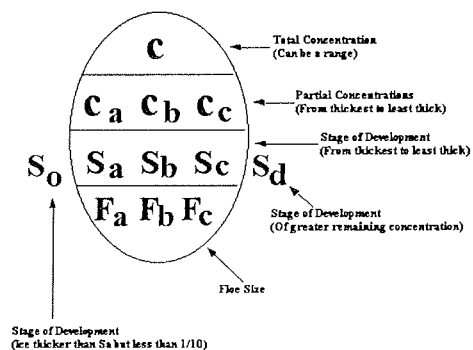 C
Total Concentration
(Can be a range)
Ca Cb Cc
Partial Concentrations
(From thickest to least thick)
So Sa Sb Sc Sd
Stage of Development
(From thickest to least thick)
Fa Fb Fc
Stage of Development
(Of greater remaining concentration)
Floe Size
Stage of Development
(Ice thicker than Sa but less than 1/10)